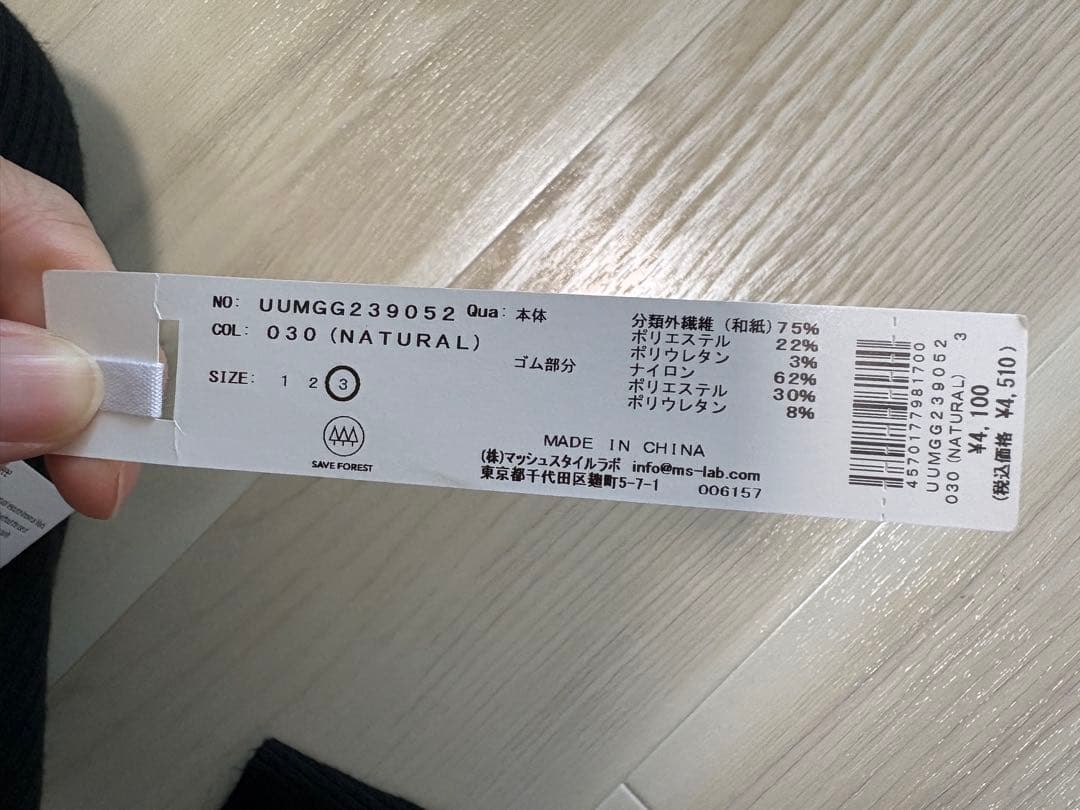 NO: UUMGG239052 Qua: 本体
COL: 030 (NATURAL)
SIZE: 1 2 3
SAVE FOREST
分類外繊維 (和紙) 75%
ポリエステル 22%
ポリウレタン 3%
ゴム部分 ナイロン 62%
ポリエステル 30%
ポリウレタン 8%
MADE IN CHINA
(株)マッシュスタイルラボ info@ms-lab.com
東京都千代田区麹町5-7-1 006157
4570177981700
UUMGG239052
030 (NATURAL) 3
¥4,100
(税込価格 ¥4,510)